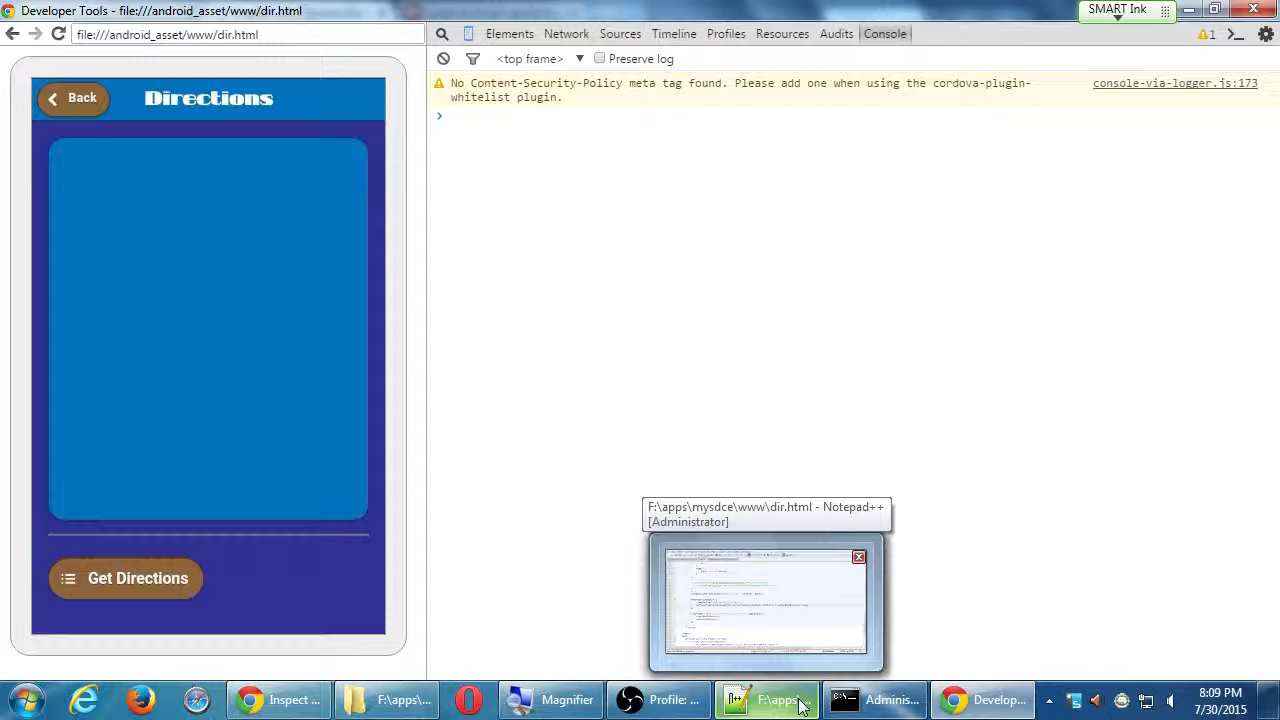 Developer Tools - file:///android_asset/www/dir.html
SMART Ink
file:///android_asset/www/dir.html
Elements Network Sources Timeline Profiles Resources Audits Console
1
<top frame>
Preserve log
No Content-Security-Policy meta tag found. Please add one when using the cordova-plugin-
whitelist plugin.
console-via-logger.js:173
Back
Directions
Get Directions
F:\apps\mysdce\www\dir.html - Notepad++
[Administrator]
Inspect ...
F:\apps\...
Magnifier
Profile: ...
F:\apps\...
Adminis...
Develop...
8:09 PM
7/30/2015